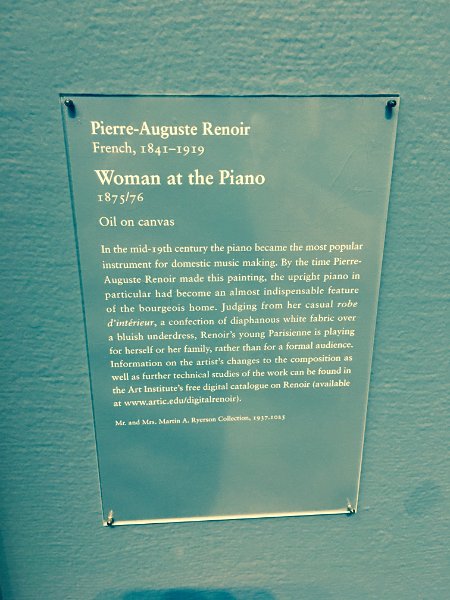 Pierre-Auguste Renoir
French, 1841–1919
Woman at the Piano
1875/76
Oil on canvas
In the mid-19th century the piano became the most popular
instrument for domestic music making. By the time Pierre-
Auguste Renoir made this painting, the upright piano in
particular had become an almost indispensable feature
of the bourgeois home. Judging from her casual robe
d'intérieur, a confection of diaphanous white fabric over
a bluish underdress, Renoir's young Parisienne is playing
for herself or her family, rather than for a formal audience.
Information on the artist's changes to the composition as
well as further technical studies of the work can be found in
the Art Institute's free digital catalogue on Renoir (available
at www.artic.edu/digitalrenoir).
Mr. and Mrs. Martin A. Ryerson Collection, 1937.1025